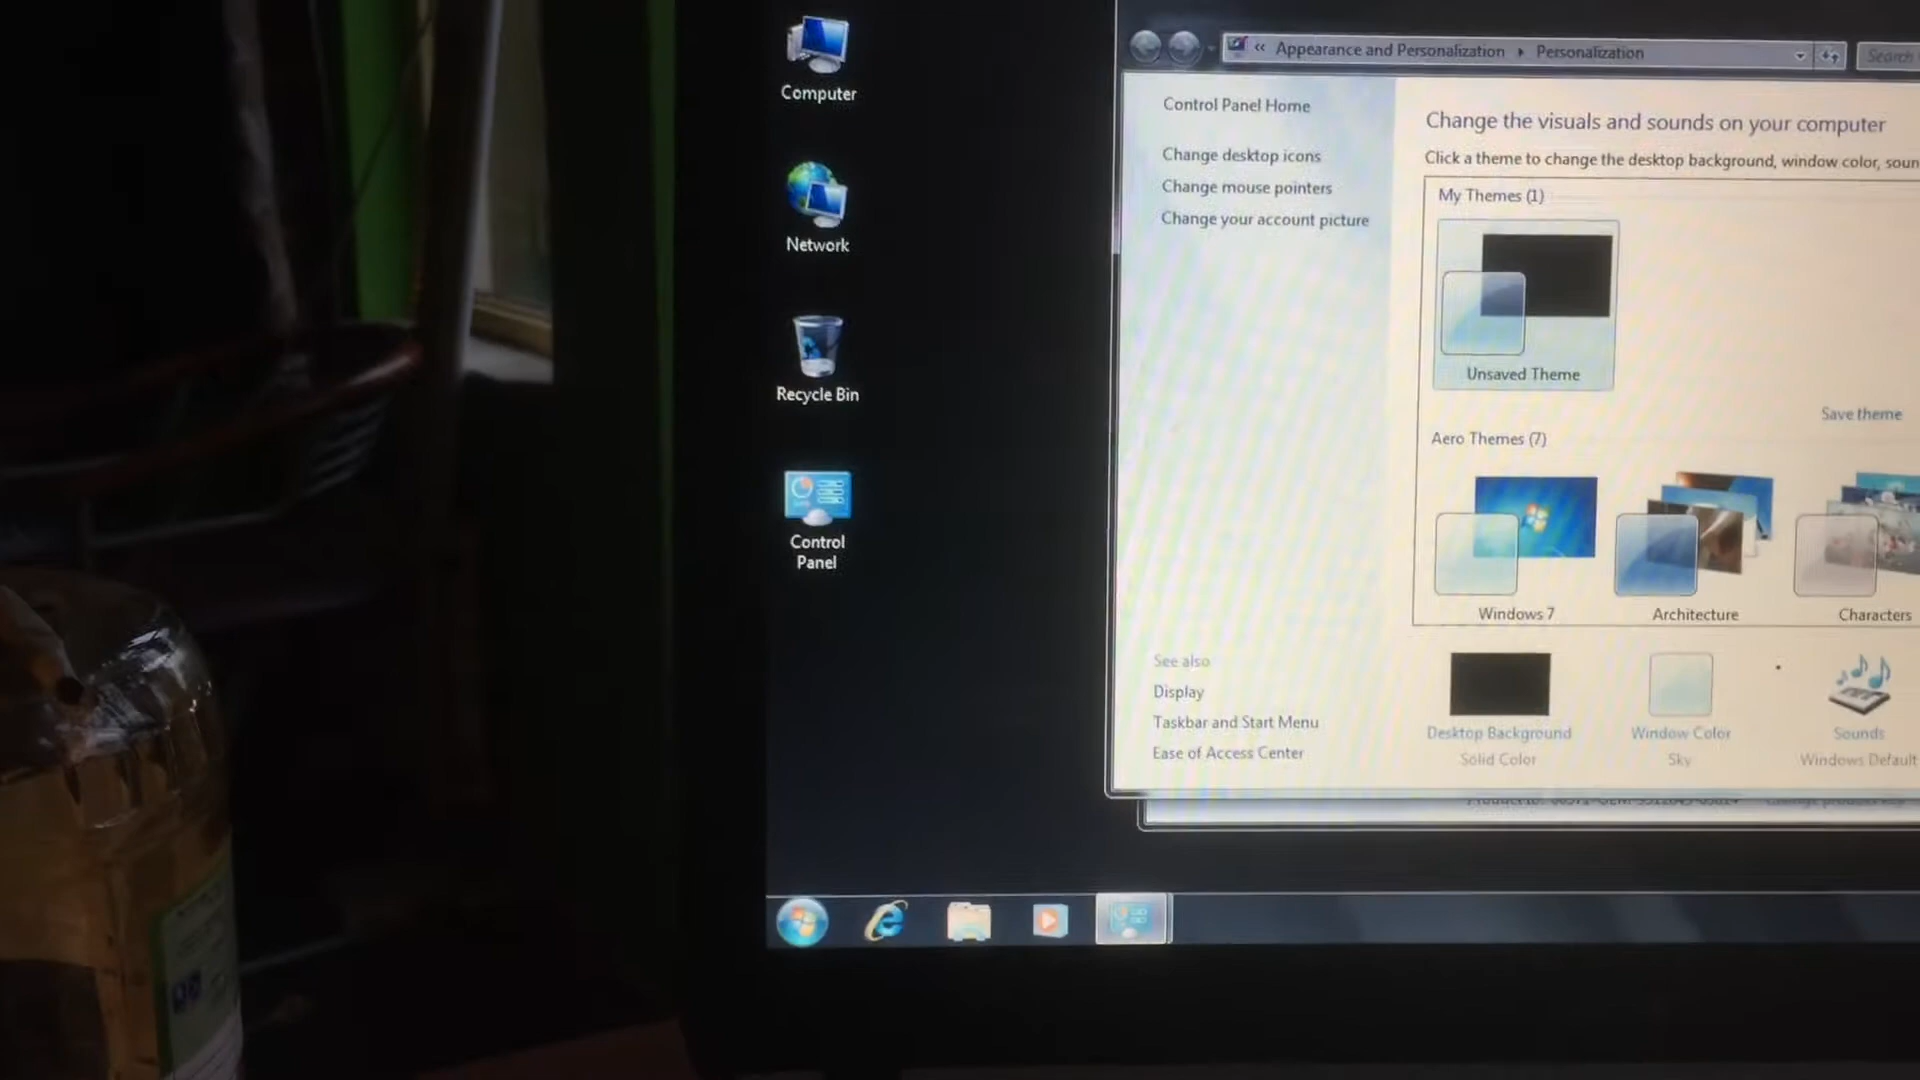 Computer
Network
Recycle Bin
Control
Panel
« Appearance and Personalization ▸ Personalization
Search
Control Panel Home
Change desktop icons
Change mouse pointers
Change your account picture
See also
Display
Taskbar and Start Menu
Ease of Access Center
Change the visuals and sounds on your computer
Click a theme to change the desktop background, window color, soun
My Themes (1)
Unsaved Theme
Save theme
Aero Themes (7)
Windows 7
Architecture
Characters
Desktop Background
Solid Color
Window Color
Sky
Sounds
Windows Default